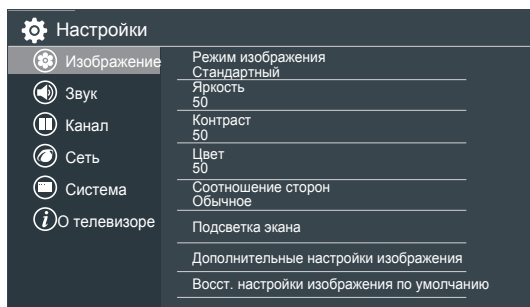 Настройки
Изображение
Звук
Канал
Сеть
Система
О телевизоре
Режим изображения
Стандартный
Яркость
50
Контраст
50
Цвет
50
Соотношение сторон
Обычное
Подсветка экана
Дополнительные настройки изображения
Восст. настройки изображения по умолчанию